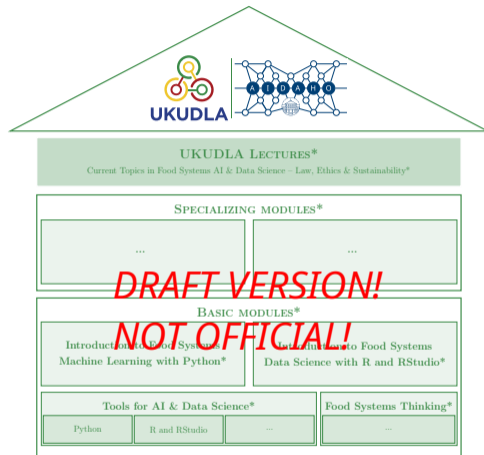 UKUDLA
A I D A H O
UKUDLA Lectures*
Current Topics in Food Systems AI & Data Science – Law, Ethics & Sustainability*
Specializing modules*
... ...
DRAFT VERSION!
Basic modules*
NOT OFFICIAL!
Introduction to Food Systems
Machine Learning with Python*
Introduction to Food Systems
Data Science with R and RStudio*
Tools for AI & Data Science*
Python
R and RStudio
...
Food Systems Thinking*
...